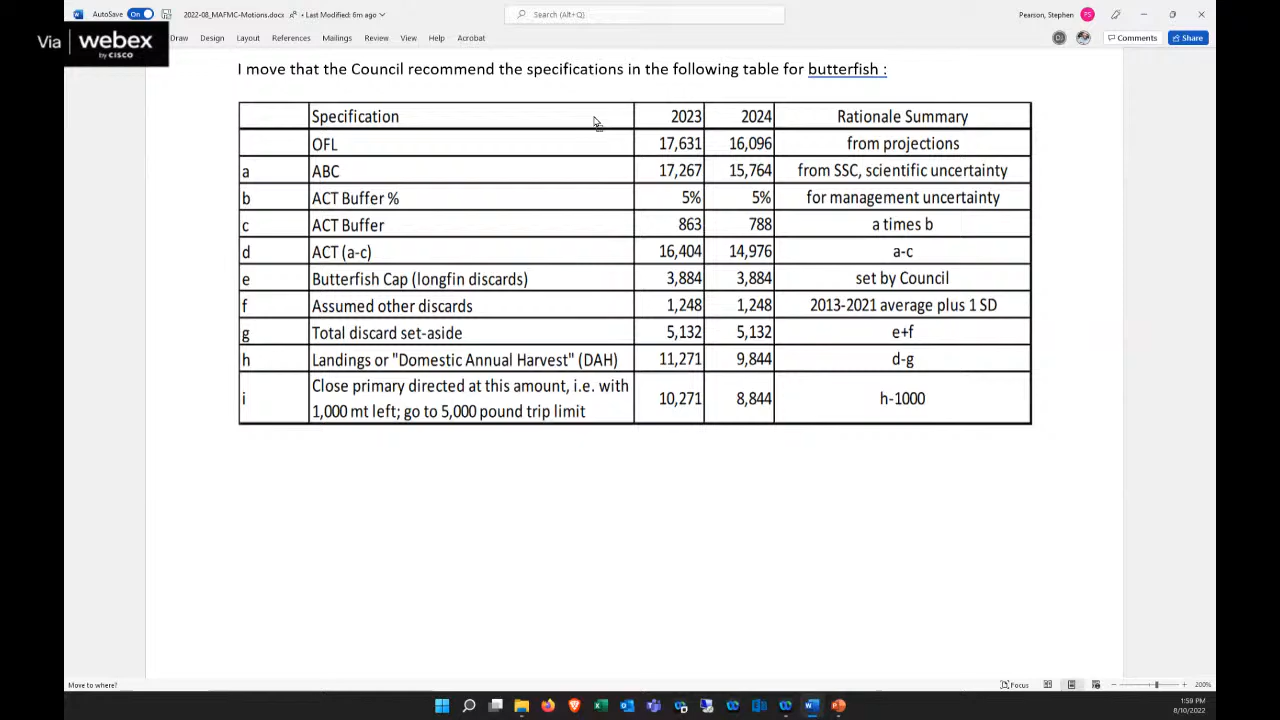 AutoSave On 2022-08_MAFMC-Motions.docx • Last Modified: 6m ago Search (Alt+Q) Pearson, Stephen PS
Via webex
by CISCO
Draw Design Layout References Mailings Review View Help Acrobat Comments Share
I move that the Council recommend the specifications in the following table for butterfish :
Specification 2023 2024 Rationale Summary
OFL 17,631 16,096 from projections
a ABC 17,267 15,764 from SSC, scientific uncertainty
b ACT Buffer % 5% 5% for management uncertainty
c ACT Buffer 863 788 a times b
d ACT (a-c) 16,404 14,976 a-c
e Butterfish Cap (longfin discards) 3,884 3,884 set by Council
f Assumed other discards 1,248 1,248 2013-2021 average plus 1 SD
g Total discard set-aside 5,132 5,132 e+f
h Landings or "Domestic Annual Harvest" (DAH) 11,271 9,844 d-g
i Close primary directed at this amount, i.e. with
1,000 mt left; go to 5,000 pound trip limit 10,271 8,844 h-1000
Move to where? Focus 200%
1:59 PM
8/10/2022